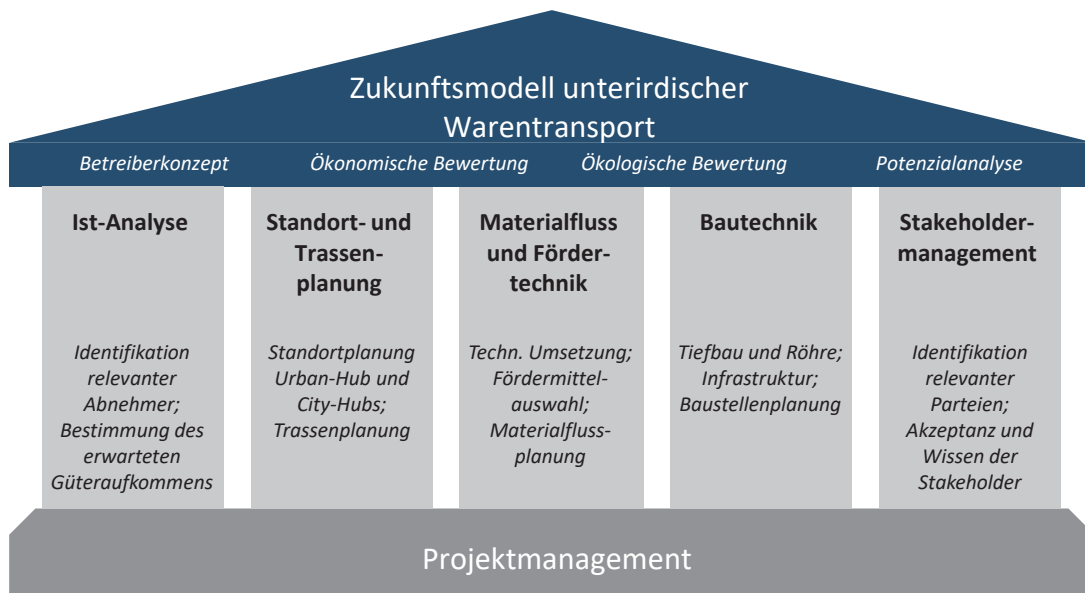 Zukunftsmodell unterirdischer
Warentransport
Betreiberkonzept
Ökonomische Bewertung
Ökologische Bewertung
Potenzialanalyse
Ist-Analyse
Identifikation
relevanter
Abnehmer;
Bestimmung des
erwarteten
Güteraufkommens
Standort- und
Trassen-
planung
Standortplanung
Urban-Hub und
City-Hubs;
Trassenplanung
Materialfluss
und Förder-
technik
Techn. Umsetzung;
Fördermittel-
auswahl;
Materialfluss-
planung
Bautechnik
Tiefbau und Röhre;
Infrastruktur;
Baustellenplanung
Stakeholder-
management
Identifikation
relevanter
Parteien;
Akzeptanz und
Wissen der
Stakeholder
Projektmanagement